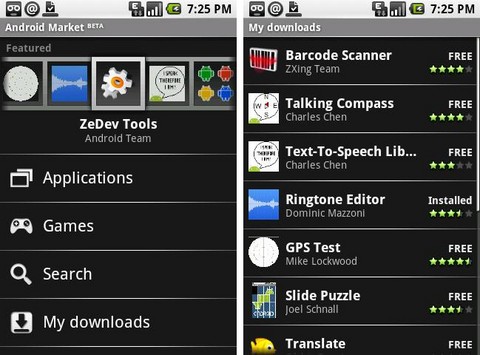 7:25 PM
Android Market BETA
Featured
I SPEAK
THEREFORE
I AM!
ZeDev Tools
Android Team
Applications
Games
Search
My downloads
7:25 PM
My downloads
Barcode Scanner
FREE
ZXing Team
Talking Compass
FREE
Charles Chen
Text-To-Speech Lib...
FREE
Charles Chen
Ringtone Editor
Installed
Dominic Mazzoni
GPS Test
FREE
Mike Lockwood
Slide Puzzle
FREE
Joel Schnall
Translate
FREE